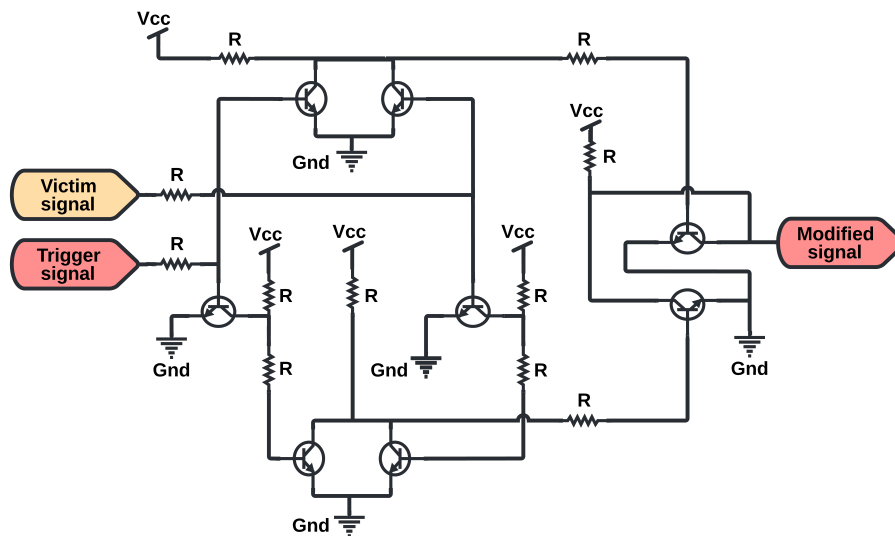 Vcc
R
R
Vcc
R
Gnd
R
Victim
signal
R
Trigger
signal
Vcc
Vcc
Vcc
Modified
signal
R
R
R
Gnd
Gnd
Gnd
R
R
R
Gnd